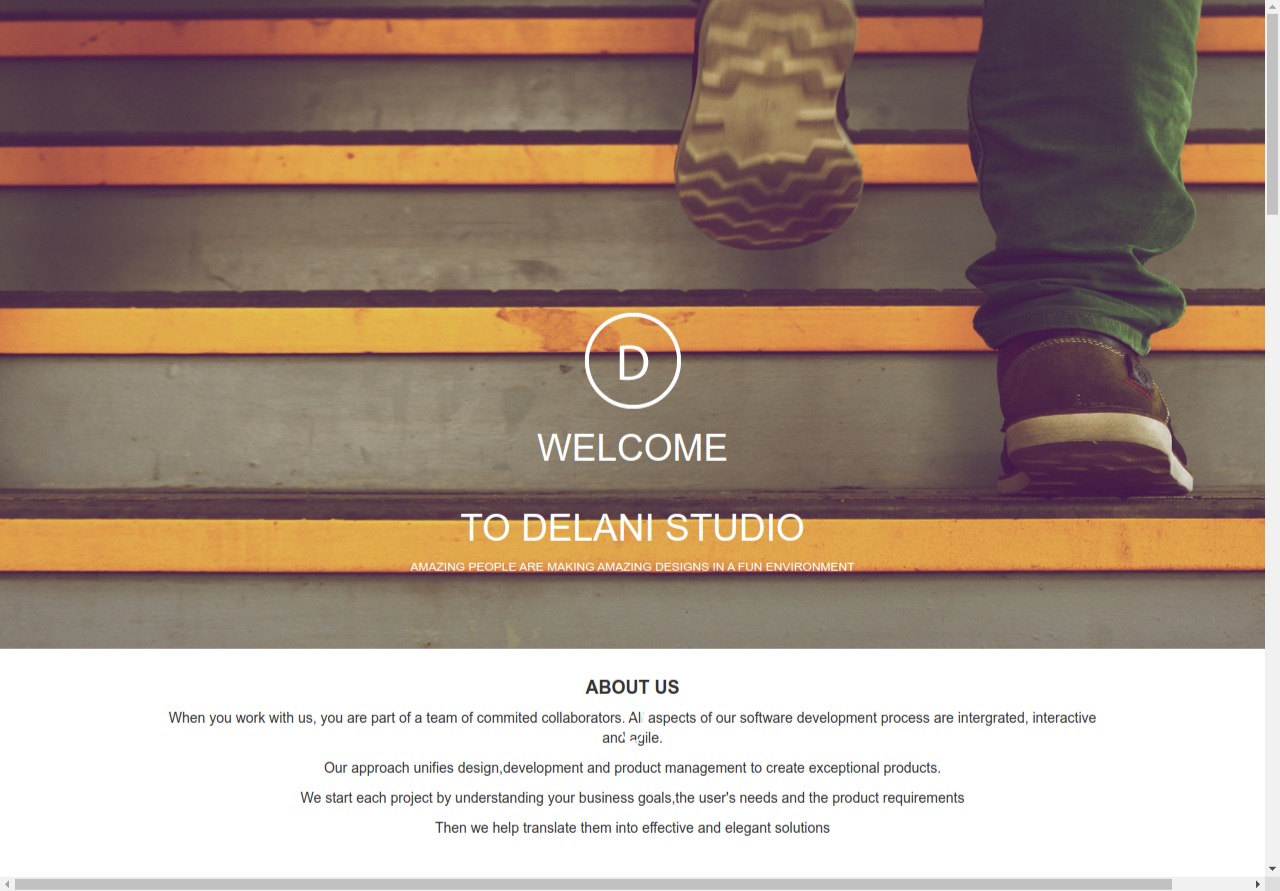 D
WELCOME
TO DELANI STUDIO
AMAZING PEOPLE ARE MAKING AMAZING DESIGNS IN A FUN ENVIRONMENT
ABOUT US
When you work with us, you are part of a team of commited collaborators. All aspects of our software development process are intergrated, interactive
and agile.
Our approach unifies design,development and product management to create exceptional products.
We start each project by understanding your business goals,the user's needs and the product requirements
Then we help translate them into effective and elegant solutions